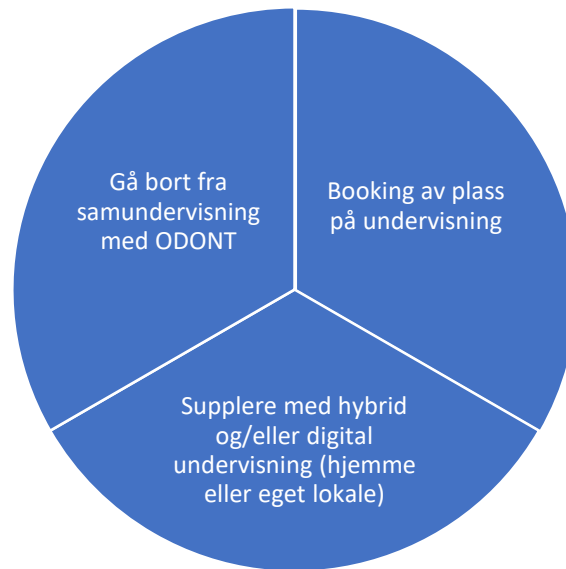 Gå bort fra
samundervisning
med ODONT
Booking av plass
på undervisning
Supplere med hybrid
og/eller digital
undervisning (hjemme
eller eget lokale)